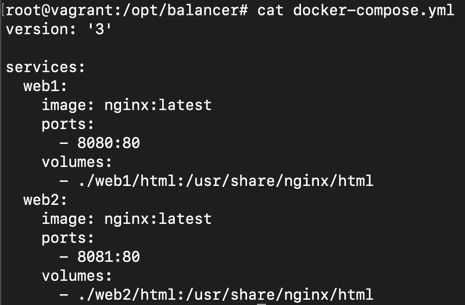 root@vagrant:/opt/balancer# cat docker-compose.yml
version: '3'

services:
  web1:
    image: nginx:latest
    ports:
      - 8080:80
    volumes:
      - ./web1/html:/usr/share/nginx/html
  web2:
    image: nginx:latest
    ports:
      - 8081:80
    volumes:
      - ./web2/html:/usr/share/nginx/html